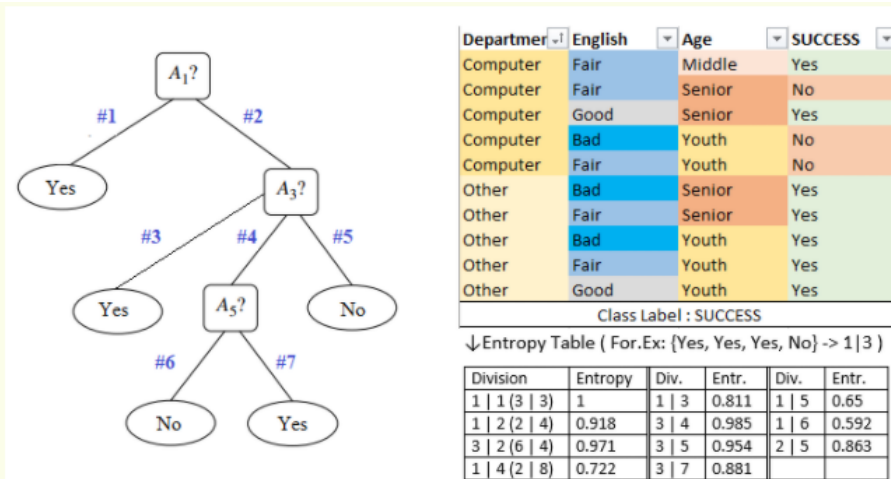 A1?
#1 #2
Yes
A3?
#3 #4 #5
Yes A5? No
#6 #7
No Yes
Departmer English Age SUCCESS
Computer Fair Middle Yes
Computer Fair Senior No
Computer Good Senior Yes
Computer Bad Youth No
Computer Fair Youth No
Other Bad Senior Yes
Other Fair Senior Yes
Other Bad Youth Yes
Other Fair Youth Yes
Other Good Youth Yes
Class Label : SUCCESS
↓Entropy Table ( For.Ex: {Yes, Yes, Yes, No} -> 1|3 )
Division Entropy Div. Entr. Div. Entr.
1 | 1 (3 | 3) 1 1 | 3 0.811 1 | 5 0.65
1 | 2 (2 | 4) 0.918 3 | 4 0.985 1 | 6 0.592
3 | 2 (6 | 4) 0.971 3 | 5 0.954 2 | 5 0.863
1 | 4 (2 | 8) 0.722 3 | 7 0.881